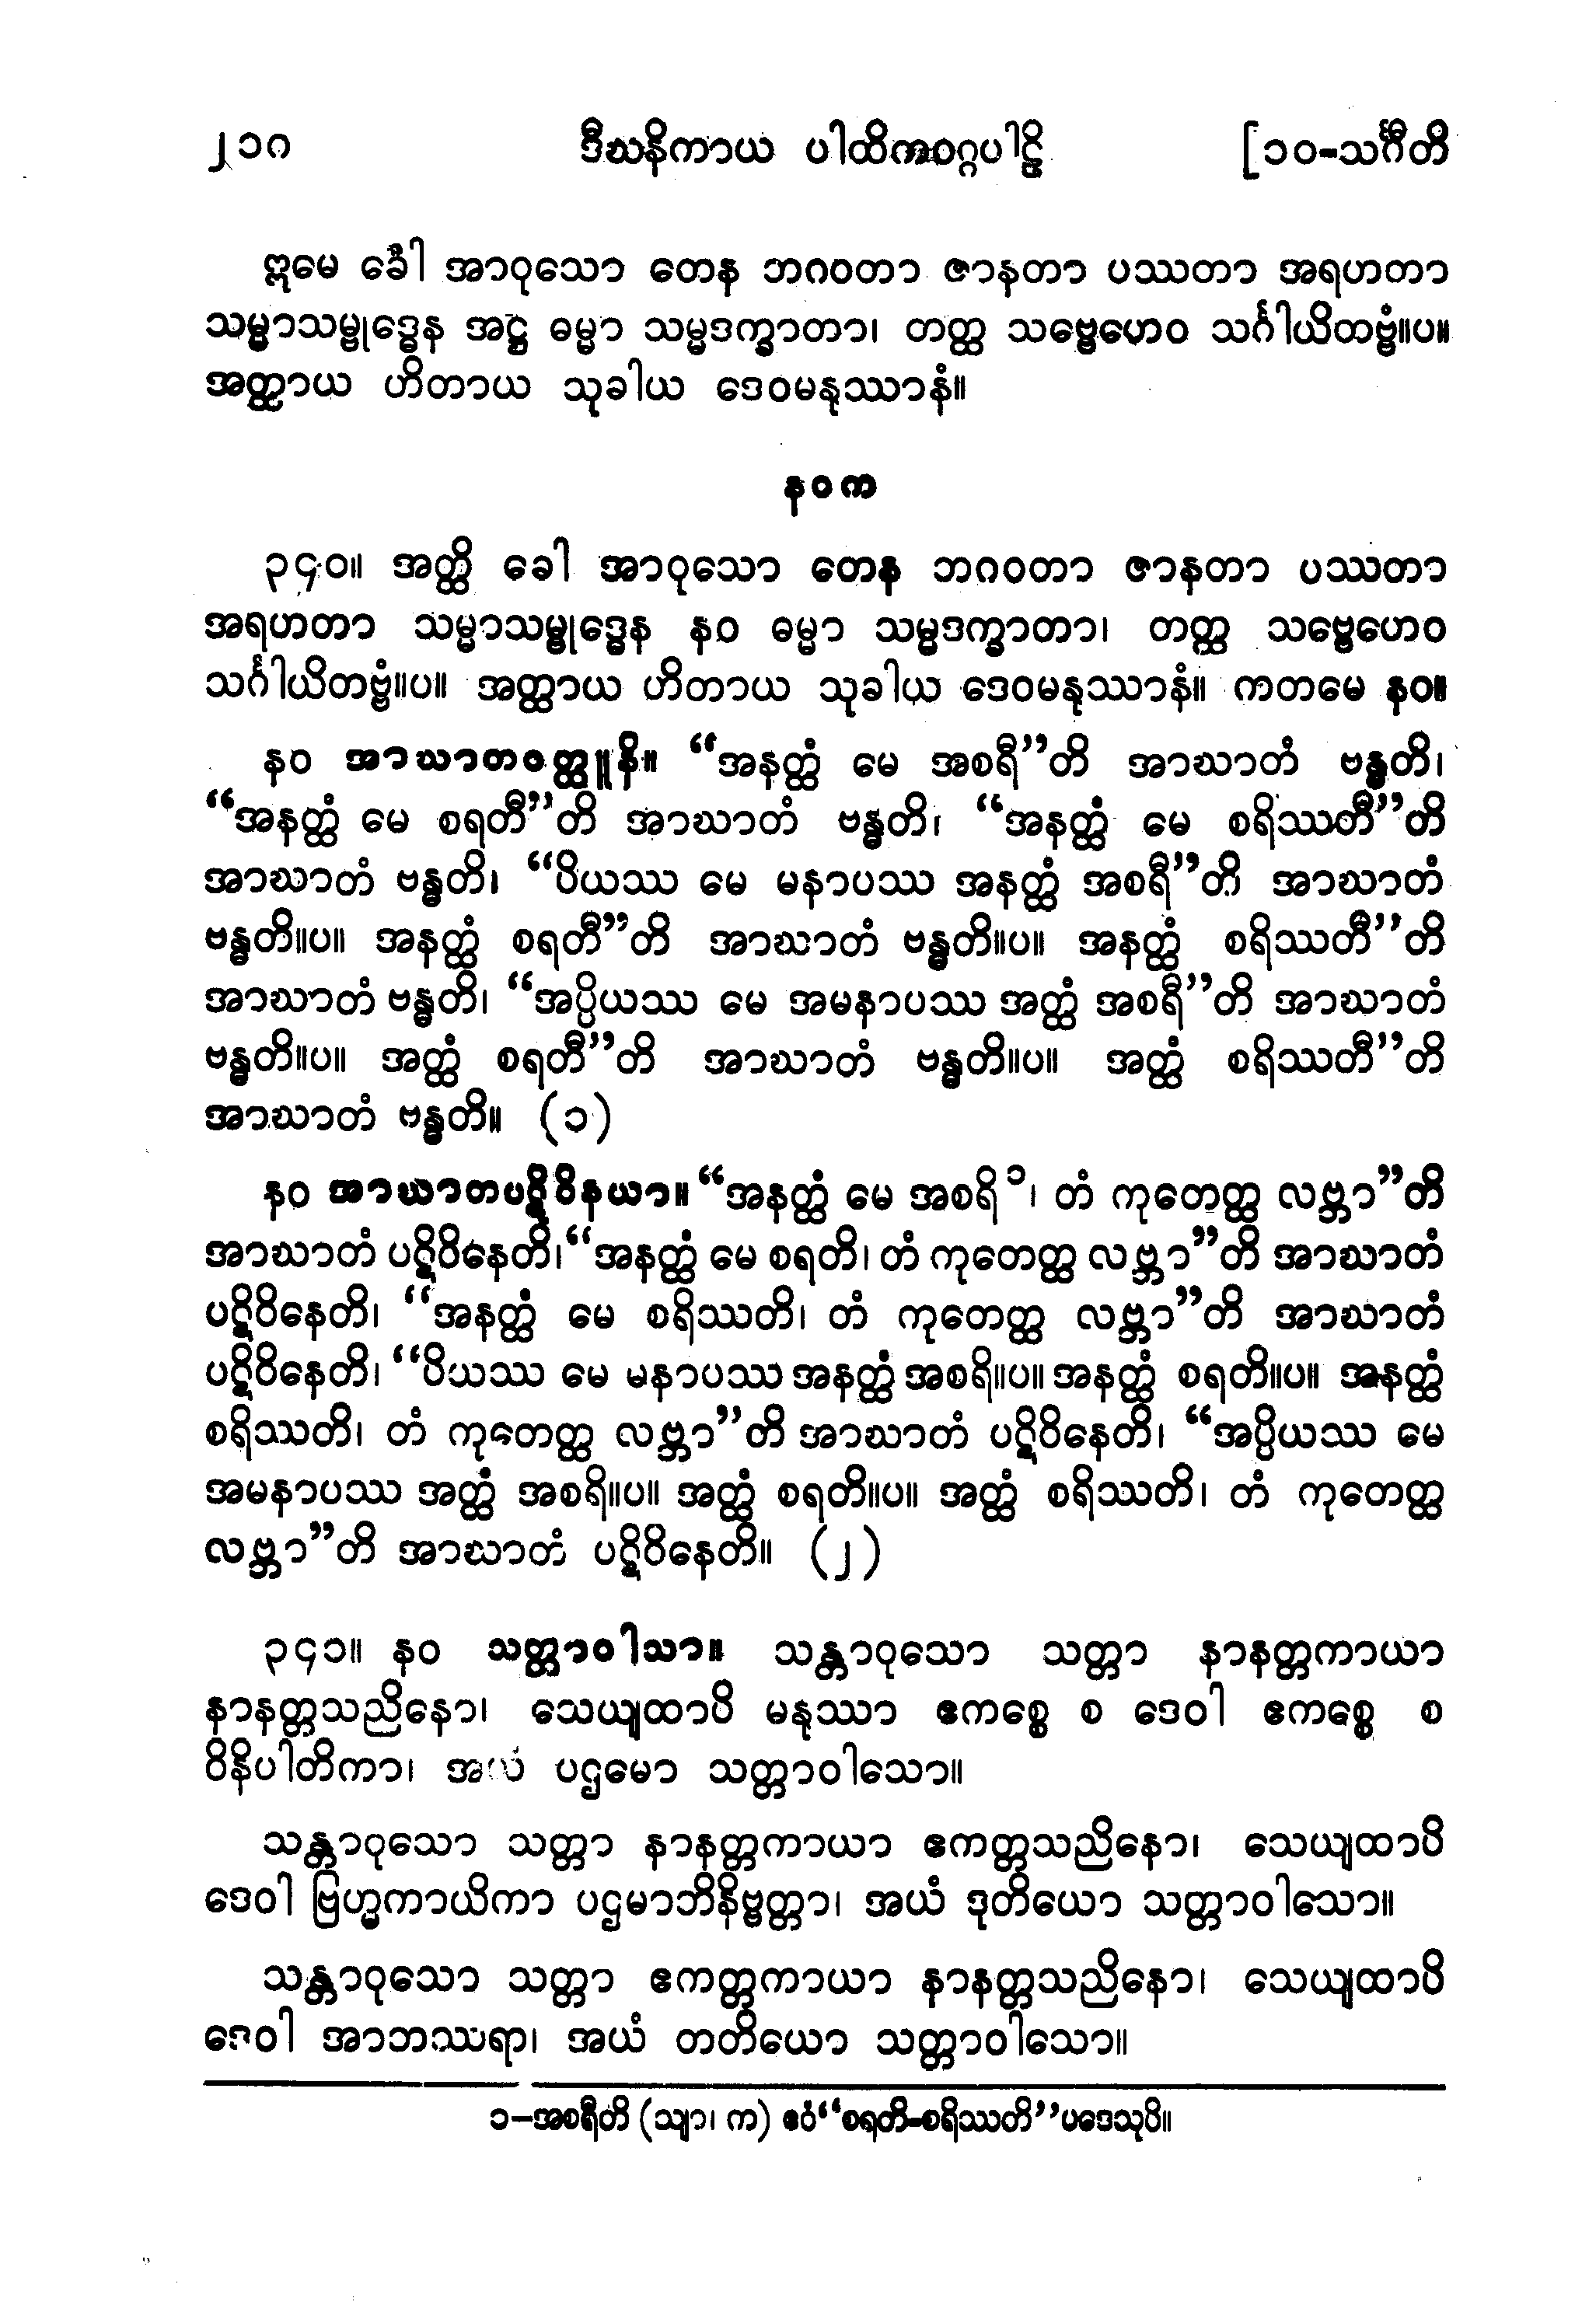 ၂၁၈ ဒီဃနိကာယ ပါထိကဝဂ္ဂပါဠိ [၁၀-သင်္ဂီတိ
ဣမေ ခေါ အာဝုသော တေန ဘဂဝတာ ဇာနတာ ပဿတာ အရဟတာ
သမ္မာသမ္ဗုဒ္ဓေန အဋ္ဌ ဓမ္မာ သမ္မဒက္ခာတာ၊ တတ္ထ သဗ္ဗေဟေဝ သင်္ဂါယိတဗ္ဗံ။ပ။
အတ္ထာယ ဟိတာယ သုခါယ ဒေဝမနုဿာနံ။
နဝက
၃၄၀။ အတ္ထိ ခေါ အာဝုသော တေန ဘဂဝတာ ဇာနတာ ပဿတာ
အရဟတာ သမ္မာသမ္ဗုဒ္ဓေန နဝ ဓမ္မာ သမ္မဒက္ခာတာ၊ တတ္ထ သဗ္ဗေဟေဝ
သင်္ဂါယိတဗ္ဗံ။ပ။ အတ္ထာယ ဟိတာယ သုခါယ ဒေဝမနုဿာနံ။ ကတမေ နဝ။
နဝ အာဃာတဝတ္ထူနိ။ “အနတ္ထံ မေ အစရီ”တိ အာဃာတံ ဗန္ဓတိ၊
“အနတ္ထံ မေ စရတီ”တိ အာဃာတံ ဗန္ဓတိ၊ “အနတ္ထံ မေ စရိဿတီ”တိ
အာဃာတံ ဗန္ဓတိ၊ “ပိယဿ မေ မနာပဿ အနတ္ထံ အစရီ”တိ အာဃာတံ
ဗန္ဓတိ။ပ။ အနတ္ထံ စရတီ”တိ အာဃာတံ ဗန္ဓတိ။ပ။ အနတ္ထံ စရိဿတီ”တိ
အာဃာတံ ဗန္ဓတိ၊ “အပ္ပိယဿ မေ အမနာပဿ အတ္ထံ အစရီ”တိ အာဃာတံ
ဗန္ဓတိ။ပ။ အတ္ထံ စရတီ”တိ အာဃာတံ ဗန္ဓတိ။ပ။ အတ္ထံ စရိဿတီ”တိ
အာဃာတံ ဗန္ဓတိ။ (၁)
နဝ အာဃာတပဋိဝိနယာ။ “အနတ္ထံ မေ အစရိ ၁၊ တံ ကုတေတ္ထ လဗ္ဘာ”တိ
အာဃာတံ ပဋိဝိနေတိ၊ “အနတ္ထံ မေ စရတိ၊ တံ ကုတေတ္ထ လဗ္ဘာ”တိ အာဃာတံ
ပဋိဝိနေတိ၊ “အနတ္ထံ မေ စရိဿတိ၊ တံ ကုတေတ္ထ လဗ္ဘာ”တိ အာဃာတံ
ပဋိဝိနေတိ၊ “ပိယဿ မေ မနာပဿ အနတ္ထံ အစရိ။ပ။ အနတ္ထံ စရတိ။ပ။ အနတ္ထံ
စရိဿတိ၊ တံ ကုတေတ္ထ လဗ္ဘာ”တိ အာဃာတံ ပဋိဝိနေတိ၊ “အပ္ပိယဿ မေ
အမနာပဿ အတ္ထံ အစရိ။ပ။ အတ္ထံ စရတိ။ပ။ အတ္ထံ စရိဿတိ၊ တံ ကုတေတ္ထ
လဗ္ဘာ”တိ အာဃာတံ ပဋိဝိနေတိ။ (၂)
၃၄၁။ နဝ သတ္တာဝါသာ။ သန္တာဝုသော သတ္တာ နာနတ္တကာယာ
နာနတ္တသညိနော၊ သေယျထာပိ မနုဿာ ဧကစ္စေ စ ဒေဝါ ဧကစ္စေ စ
ဝိနိပါတိကာ၊ အယံ ပဌမော သတ္တာဝါသော။
သန္တာဝုသော သတ္တာ နာနတ္တကာယာ ဧကတ္တသညိနော၊ သေယျထာပိ
ဒေဝါ ဗြဟ္မကာယိကာ ပဌမာဘိနိဗ္ဗတ္တာ၊ အယံ ဒုတိယော သတ္တာဝါသော။
သန္တာဝုသော သတ္တာ ဧကတ္တကာယာ နာနတ္တသညိနော၊ သေယျထာပိ
ဒေဝါ အာဘဿရာ၊ အယံ တတိယော သတ္တာဝါသော။
၁-အစရီတိ (သျာ၊ က) ဧဝံ“စရတိ-စရိဿတိ”ပဒေသုပိ။